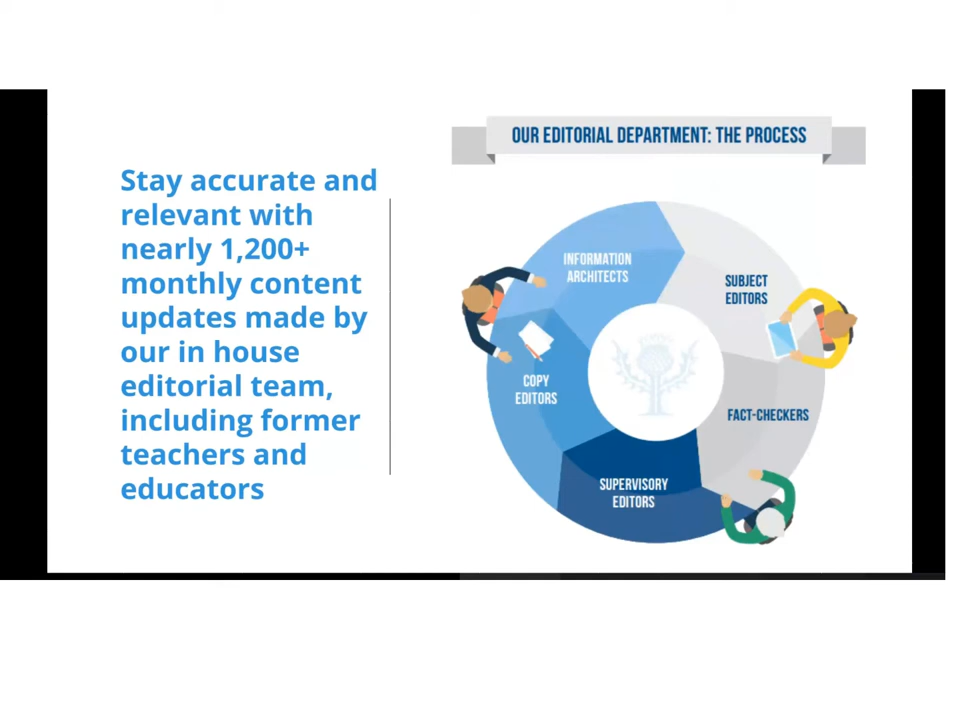 Stay accurate and
relevant with
nearly 1,200+
monthly content
updates made by
our in house
editorial team,
including former
teachers and
educators
OUR EDITORIAL DEPARTMENT: THE PROCESS
INFORMATION
ARCHITECTS
SUBJECT
EDITORS
COPY
EDITORS
FACT-CHECKERS
SUPERVISORY
EDITORS